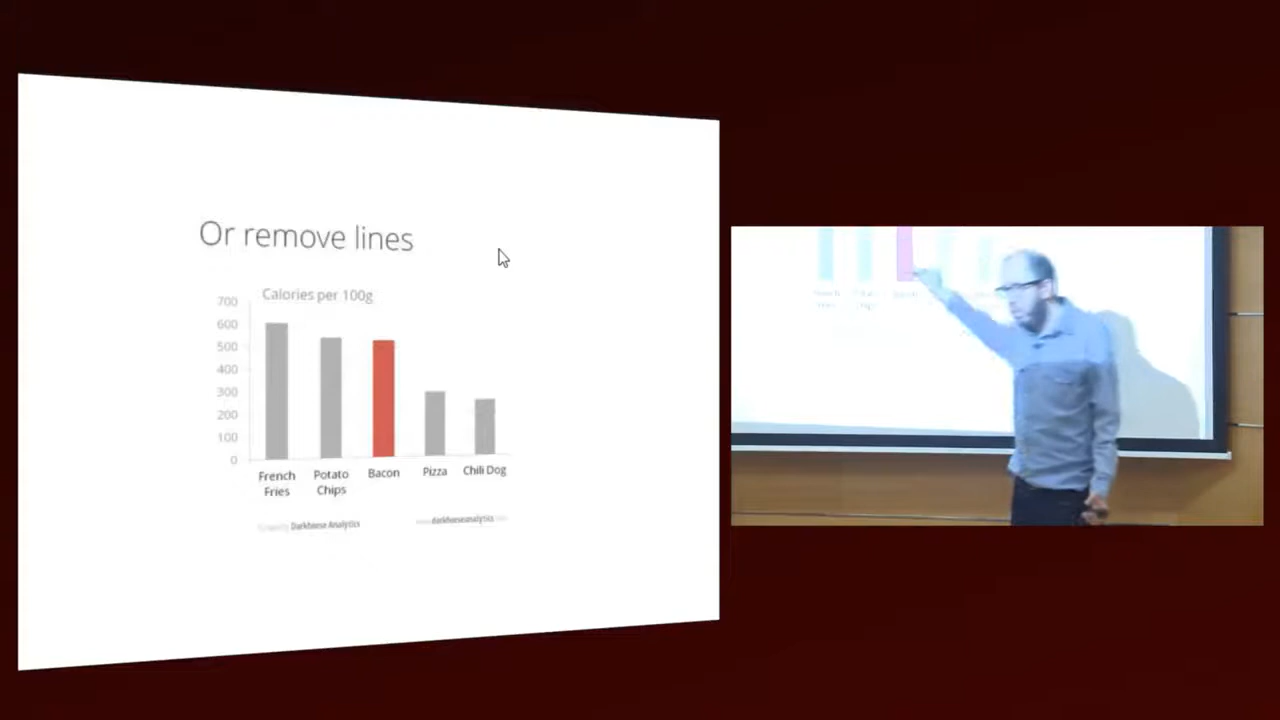 Or remove lines
Calories per 100g
700
600
500
400
300
200
100
0
French
Fries
Potato
Chips
Bacon
Pizza
Chili Dog
Darkhorse Analytics
darkhorseanalytics